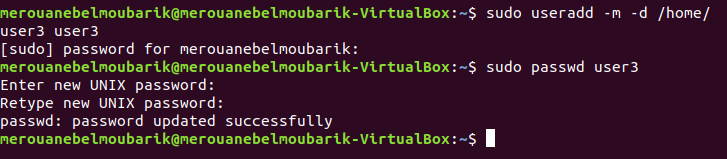 merouanebelmoubarik@merouanebelmoubarik-VirtualBox:~$ sudo useradd -m -d /home/
user3 user3
[sudo] password for merouanebelmoubarik:
merouanebelmoubarik@merouanebelmoubarik-VirtualBox:~$ sudo passwd user3
Enter new UNIX password:
Retype new UNIX password:
passwd: password updated successfully
merouanebelmoubarik@merouanebelmoubarik-VirtualBox:~$